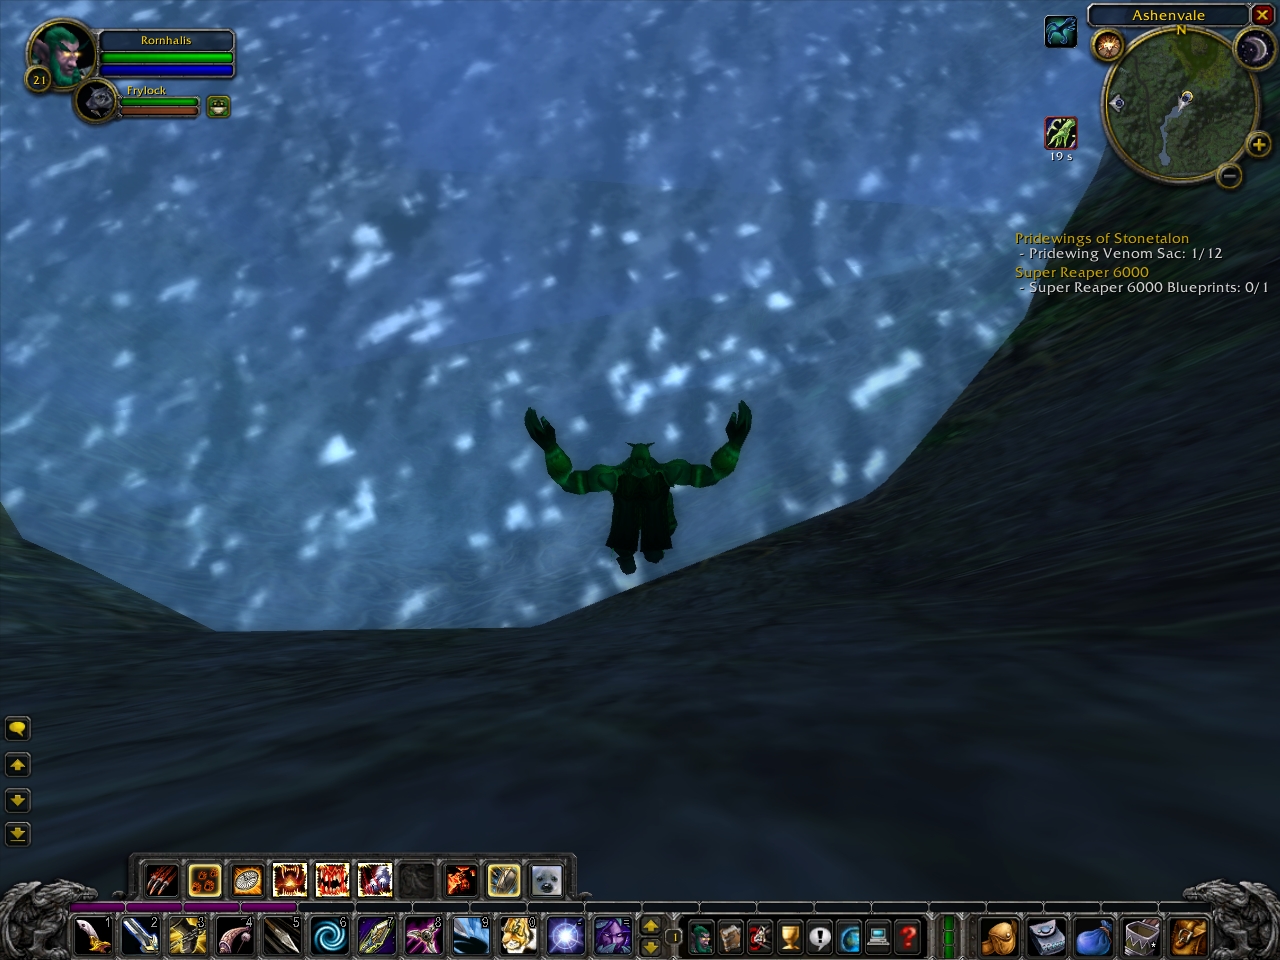 Ashenvale
N
Rornhalis
21
Frylock
19 s
Pridewings of Stonetalon
- Pridewing Venom Sac: 1/12
Super Reaper 6000
- Super Reaper 6000 Blueprints: 0/1
1 2 3 4 5 6 7 8 9 0 =
1